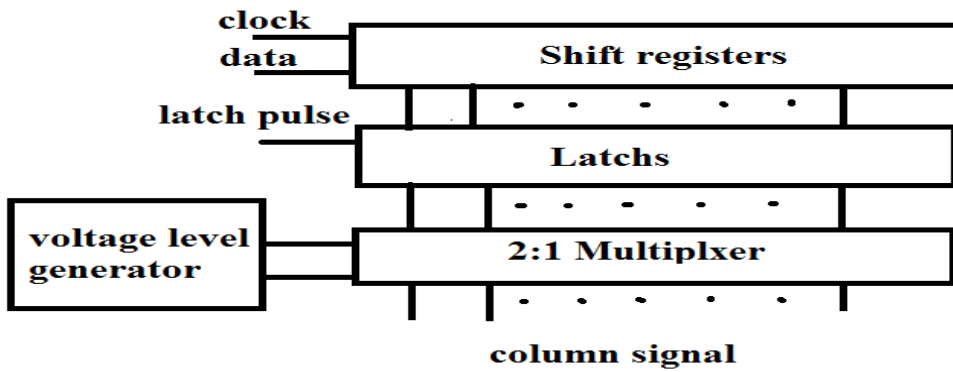 clock
data
Shift registers
latch pulse
Latchs
voltage level
generator
2:1 Multiplxer
column signal